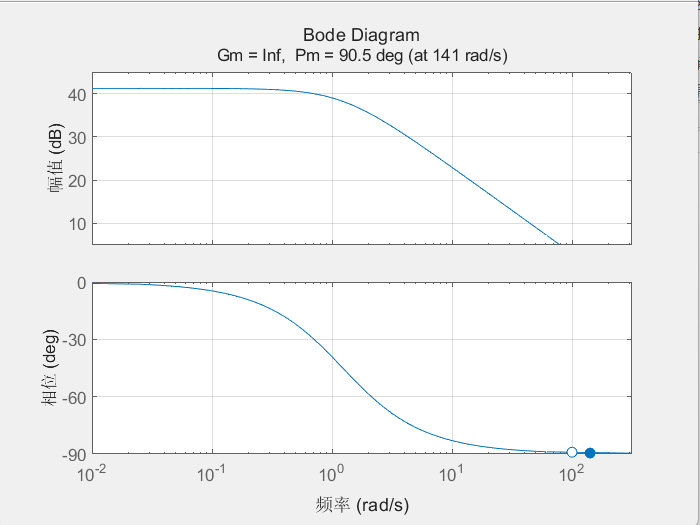 Bode Diagram
Gm = Inf,  Pm = 90.5 deg (at 141 rad/s)
40
30
20
10
幅值 (dB)
0
-30
-60
-90
相位 (deg)
10^-2 10^-1 10^0 10^1 10^2
频率 (rad/s)